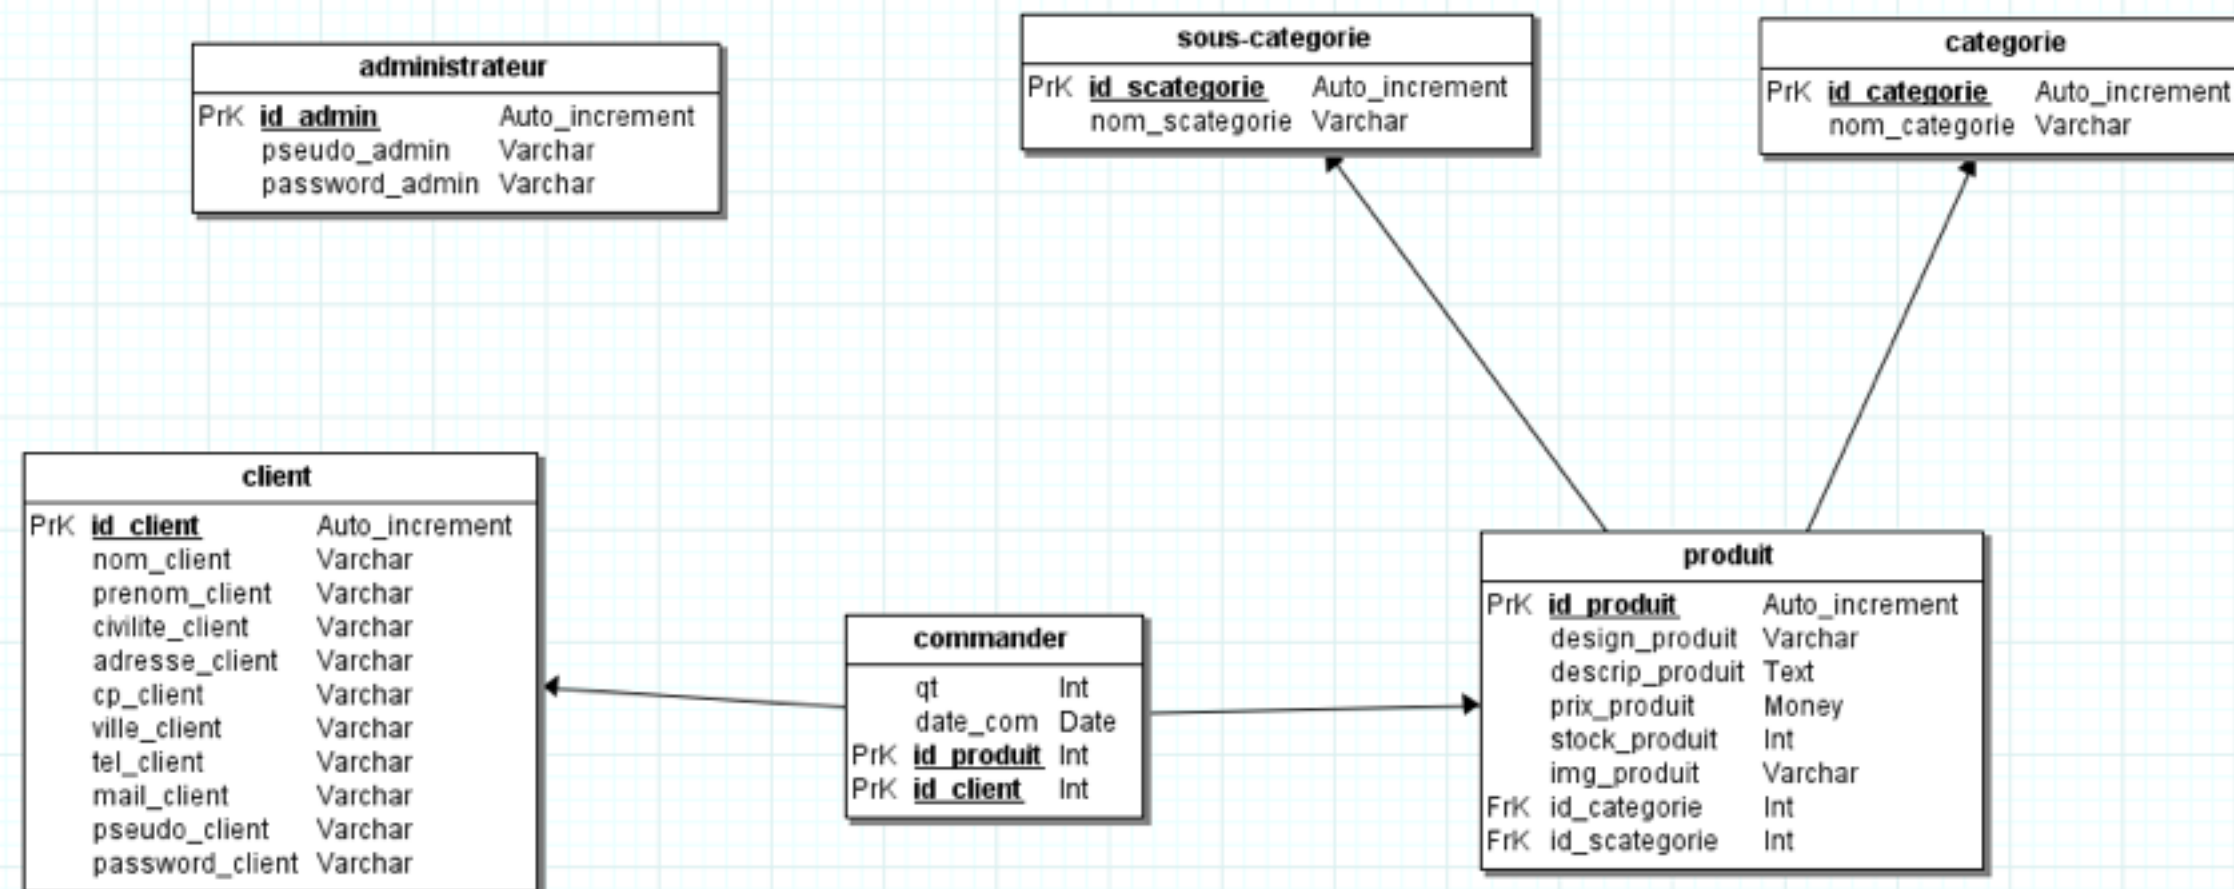 administrateur
PrK id_admin Auto_increment
pseudo_admin Varchar
password_admin Varchar
sous-categorie
PrK id_scategorie Auto_increment
nom_scategorie Varchar
categorie
PrK id_categorie Auto_increment
nom_categorie Varchar
client
PrK id_client Auto_increment
nom_client Varchar
prenom_client Varchar
civilite_client Varchar
adresse_client Varchar
cp_client Varchar
ville_client Varchar
tel_client Varchar
mail_client Varchar
pseudo_client Varchar
password_client Varchar
commander
qt Int
date_com Date
PrK id_produit Int
PrK id_client Int
produit
PrK id_produit Auto_increment
design_produit Varchar
descrip_produit Text
prix_produit Money
stock_produit Int
img_produit Varchar
FrK id_categorie Int
FrK id_scategorie Int